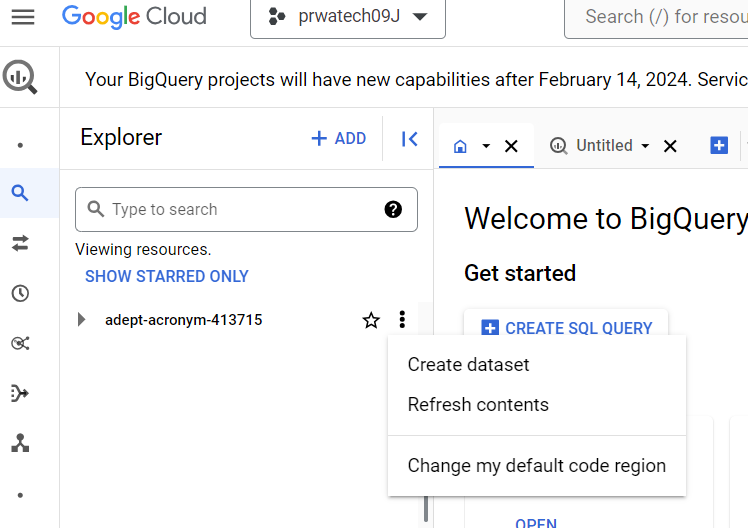 Google Cloud
prwatech09J
Search (/) for resou
Your BigQuery projects will have new capabilities after February 14, 2024. Servic
Explorer
+ ADD
Untitled
Type to search
?
Viewing resources.
SHOW STARRED ONLY
adept-acronym-413715
Welcome to BigQuery
Get started
CREATE SQL QUERY
Create dataset
Refresh contents
Change my default code region
OPEN